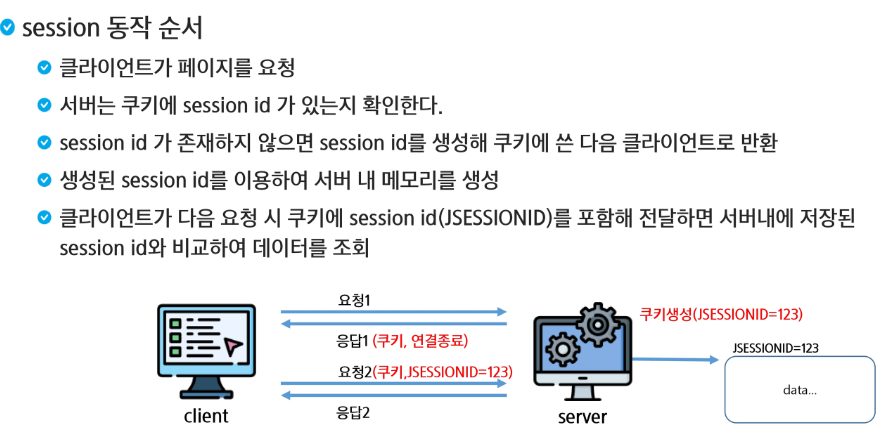 session 동작 순서
클라이언트가 페이지를 요청
서버는 쿠키에 session id 가 있는지 확인한다.
session id 가 존재하지 않으면 session id를 생성해 쿠키에 쓴 다음 클라이언트로 반환
생성된 session id를 이용하여 서버 내 메모리를 생성
클라이언트가 다음 요청 시 쿠키에 session id(JSESSIONID)를 포함해 전달하면 서버내에 저장된
session id와 비교하여 데이터를 조회
요청1
쿠키생성(JSESSIONID=123)
응답1 (쿠키, 연결종료)
JSESSIONID=123
요청2(쿠키,JSESSIONID=123)
data...
응답2
client
server